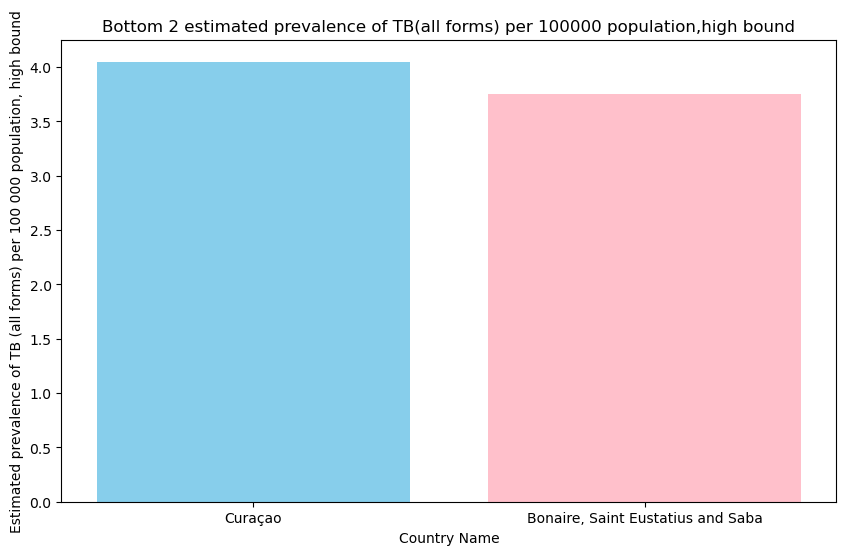 Bottom 2 estimated prevalence of TB(all forms) per 100000 population,high bound
Estimated prevalence of TB (all forms) per 100 000 population, high bound
4.0
3.5
3.0
2.5
2.0
1.5
1.0
0.5
0.0
Curaçao
Bonaire, Saint Eustatius and Saba
Country Name